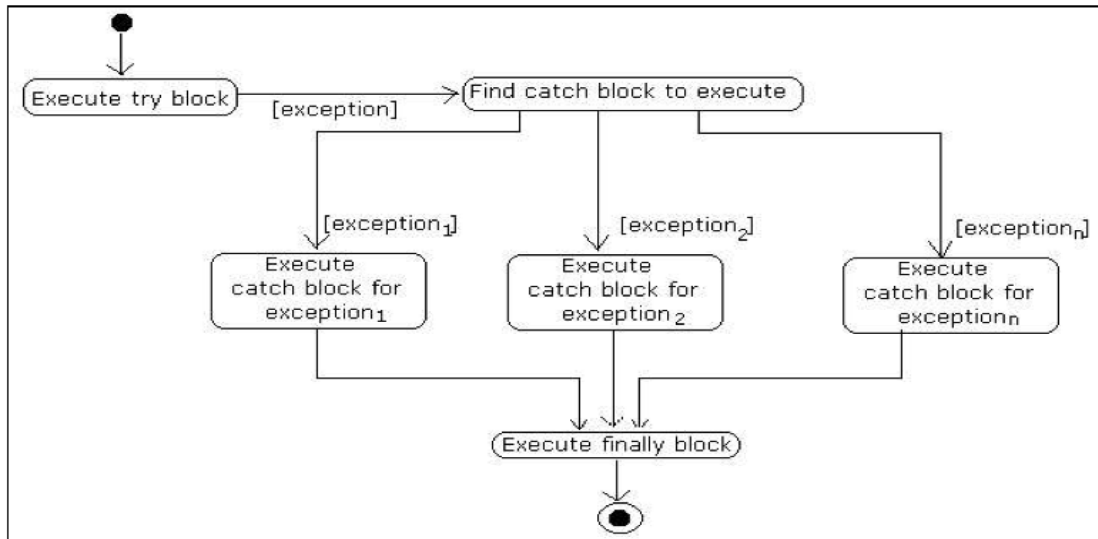 Execute try block
[exception]
Find catch block to execute
[exception₁]
[exception₂]
[exceptionₙ]
Execute
catch block for
exception₁
Execute
catch block for
exception₂
Execute
catch block for
exceptionₙ
Execute finally block